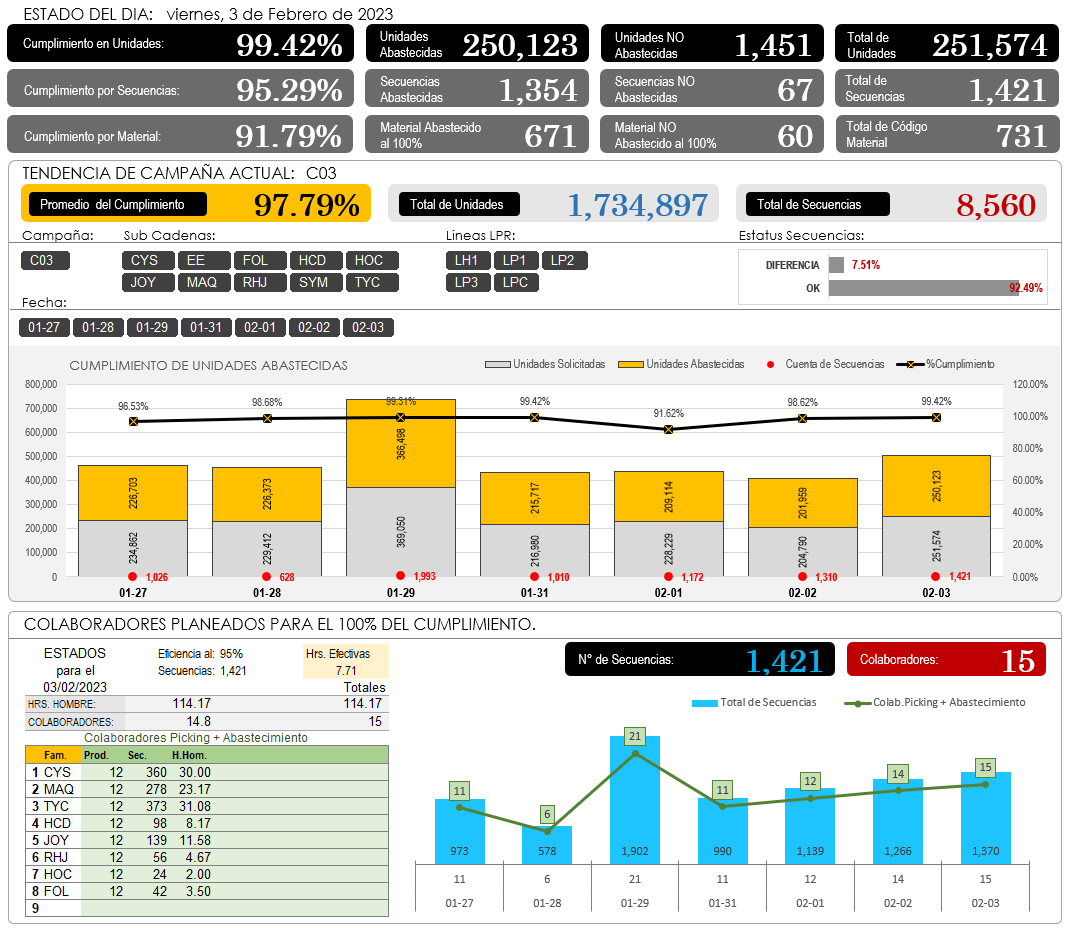 ESTADO DEL DIA: viernes, 3 de Febrero de 2023
Cumplimiento en Unidades: 99.42%
Unidades Abastecidas 250,123
Unidades NO Abastecidas 1,451
Total de Unidades 251,574
Cumplimiento por Secuencias: 95.29%
Secuencias Abastecidas 1,354
Secuencias NO Abastecidas 67
Total de Secuencias 1,421
Cumplimiento por Material: 91.79%
Material Abastecido al 100% 671
Material NO Abastecido al 100% 60
Total de Código Material 731
TENDENCIA DE CAMPAÑA ACTUAL: C03
Promedio del Cumplimiento 97.79%
Total de Unidades 1,734,897
Total de Secuencias 8,560
Campaña: Sub Cadenas: Lineas LPR: Estatus Secuencias:
C03 CYS EE FOL HCD HOC LH1 LP1 LP2
JOY MAQ RHJ SYM TYC LP3 LPC
DIFERENCIA 7.51%
OK 92.49%
Fecha:
01-27 01-28 01-29 01-31 02-01 02-02 02-03
CUMPLIMIENTO DE UNIDADES ABASTECIDAS
Unidades Solicitadas Unidades Abastecidas Cuenta de Secuencias %Cumplimiento
800,000 120.00%
700,000 100.00%
600,000 80.00%
500,000 60.00%
400,000 40.00%
300,000 20.00%
200,000 0.00%
100,000
0
96.53% 98.68% 99.31% 99.42% 91.62% 98.62% 99.42%
226,703 226,373 366,498 215,717 209,114 201,959 250,123
234,862 229,412 369,050 216,980 228,229 204,790 251,574
1,026 628 1,993 1,010 1,172 1,310 1,421
01-27 01-28 01-29 01-31 02-01 02-02 02-03
COLABORADORES PLANEADOS PARA EL 100% DEL CUMPLIMIENTO.
ESTADOS para el 03/02/2023
Eficiencia al: 95%
Secuencias: 1,421
Hrs. Efectivas
7.71
Totales
HRS. HOMBRE: 114.17 114.17
COLABORADORES: 14.8 15
Colaboradores Picking + Abastecimiento
Fam. Prod. Sec. H.Hom.
1 CYS 12 360 30.00
2 MAQ 12 278 23.17
3 TYC 12 373 31.08
4 HCD 12 98 8.17
5 JOY 12 139 11.58
6 RHJ 12 56 4.67
7 HOC 12 24 2.00
8 FOL 12 42 3.50
9
N° de Secuencias: 1,421
Colaboradores: 15
Total de Secuencias Colab.Picking + Abastecimiento
11 6 21 11 12 14 15
973 578 1,902 990 1,139 1,266 1,370
11 6 21 11 12 14 15
01-27 01-28 01-29 01-31 02-01 02-02 02-03